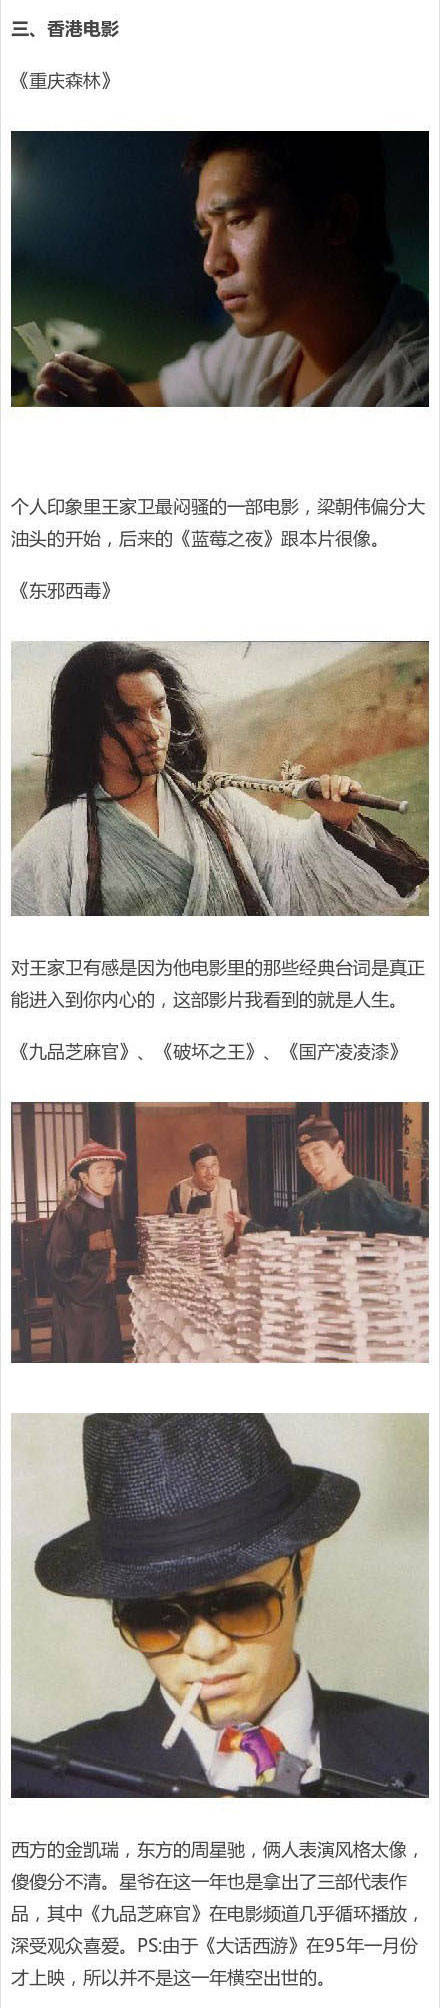 三、香港电影
《重庆森林》
个人印象里王家卫最闷骚的一部电影，梁朝伟偏分大
油头的开始，后来的《蓝莓之夜》跟本片很像。
《东邪西毒》
对王家卫有感是因为他电影里的那些经典台词是真正
能进入到你内心的，这部影片我看到的就是人生。
《九品芝麻官》、《破坏之王》、《国产凌凌漆》
西方的金凯瑞，东方的周星驰，俩人表演风格太像，
傻傻分不清。星爷在这一年也是拿出了三部代表作
品，其中《九品芝麻官》在电影频道几乎循环播放，
深受观众喜爱。PS:由于《大话西游》在95年一月份
才上映，所以并不是这一年横空出世的。